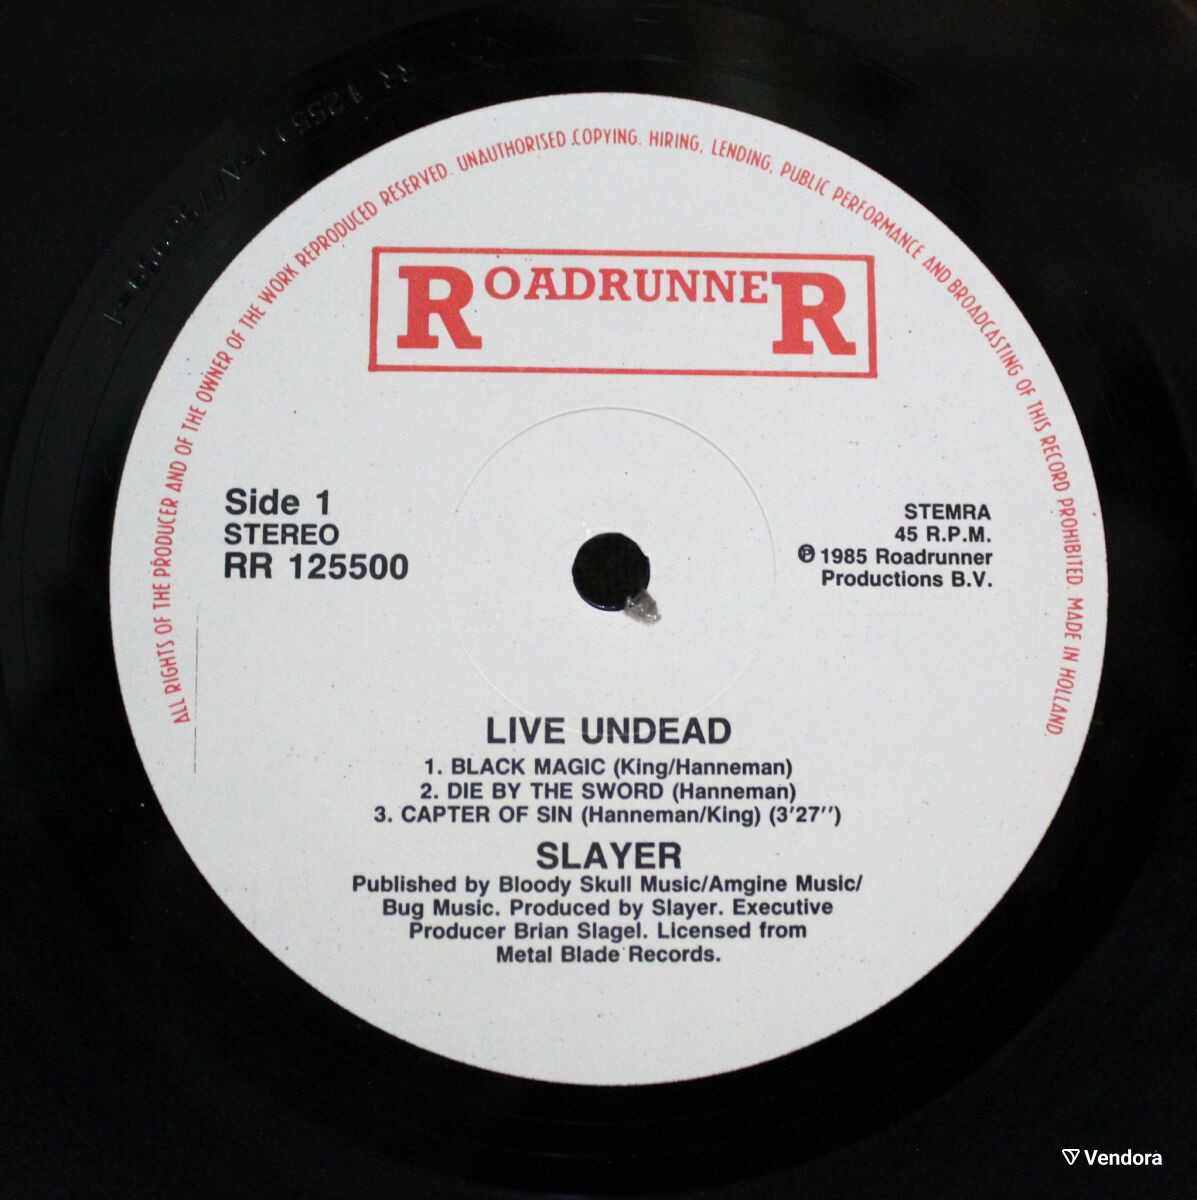 ALL RIGHTS OF THE PRODUCER AND OF THE OWNER OF THE WORK REPRODUCED RESERVED. UNAUTHORISED COPYING. HIRING, LENDING, PUBLIC PERFORMANCE AND BROADCASTING OF THIS RECORD PROHIBITED. MADE IN HOLLAND
ROADRUNNER
Side 1
STEREO
RR 125500
STEMRA
45 R.P.M.
℗ 1985 Roadrunner
Productions B.V.
LIVE UNDEAD
1. BLACK MAGIC (King/Hanneman)
2. DIE BY THE SWORD (Hanneman)
3. CAPTER OF SIN (Hanneman/King) (3'27'')
SLAYER
Published by Bloody Skull Music/Amgine Music/
Bug Music. Produced by Slayer. Executive
Producer Brian Slagel. Licensed from
Metal Blade Records.
Vendora